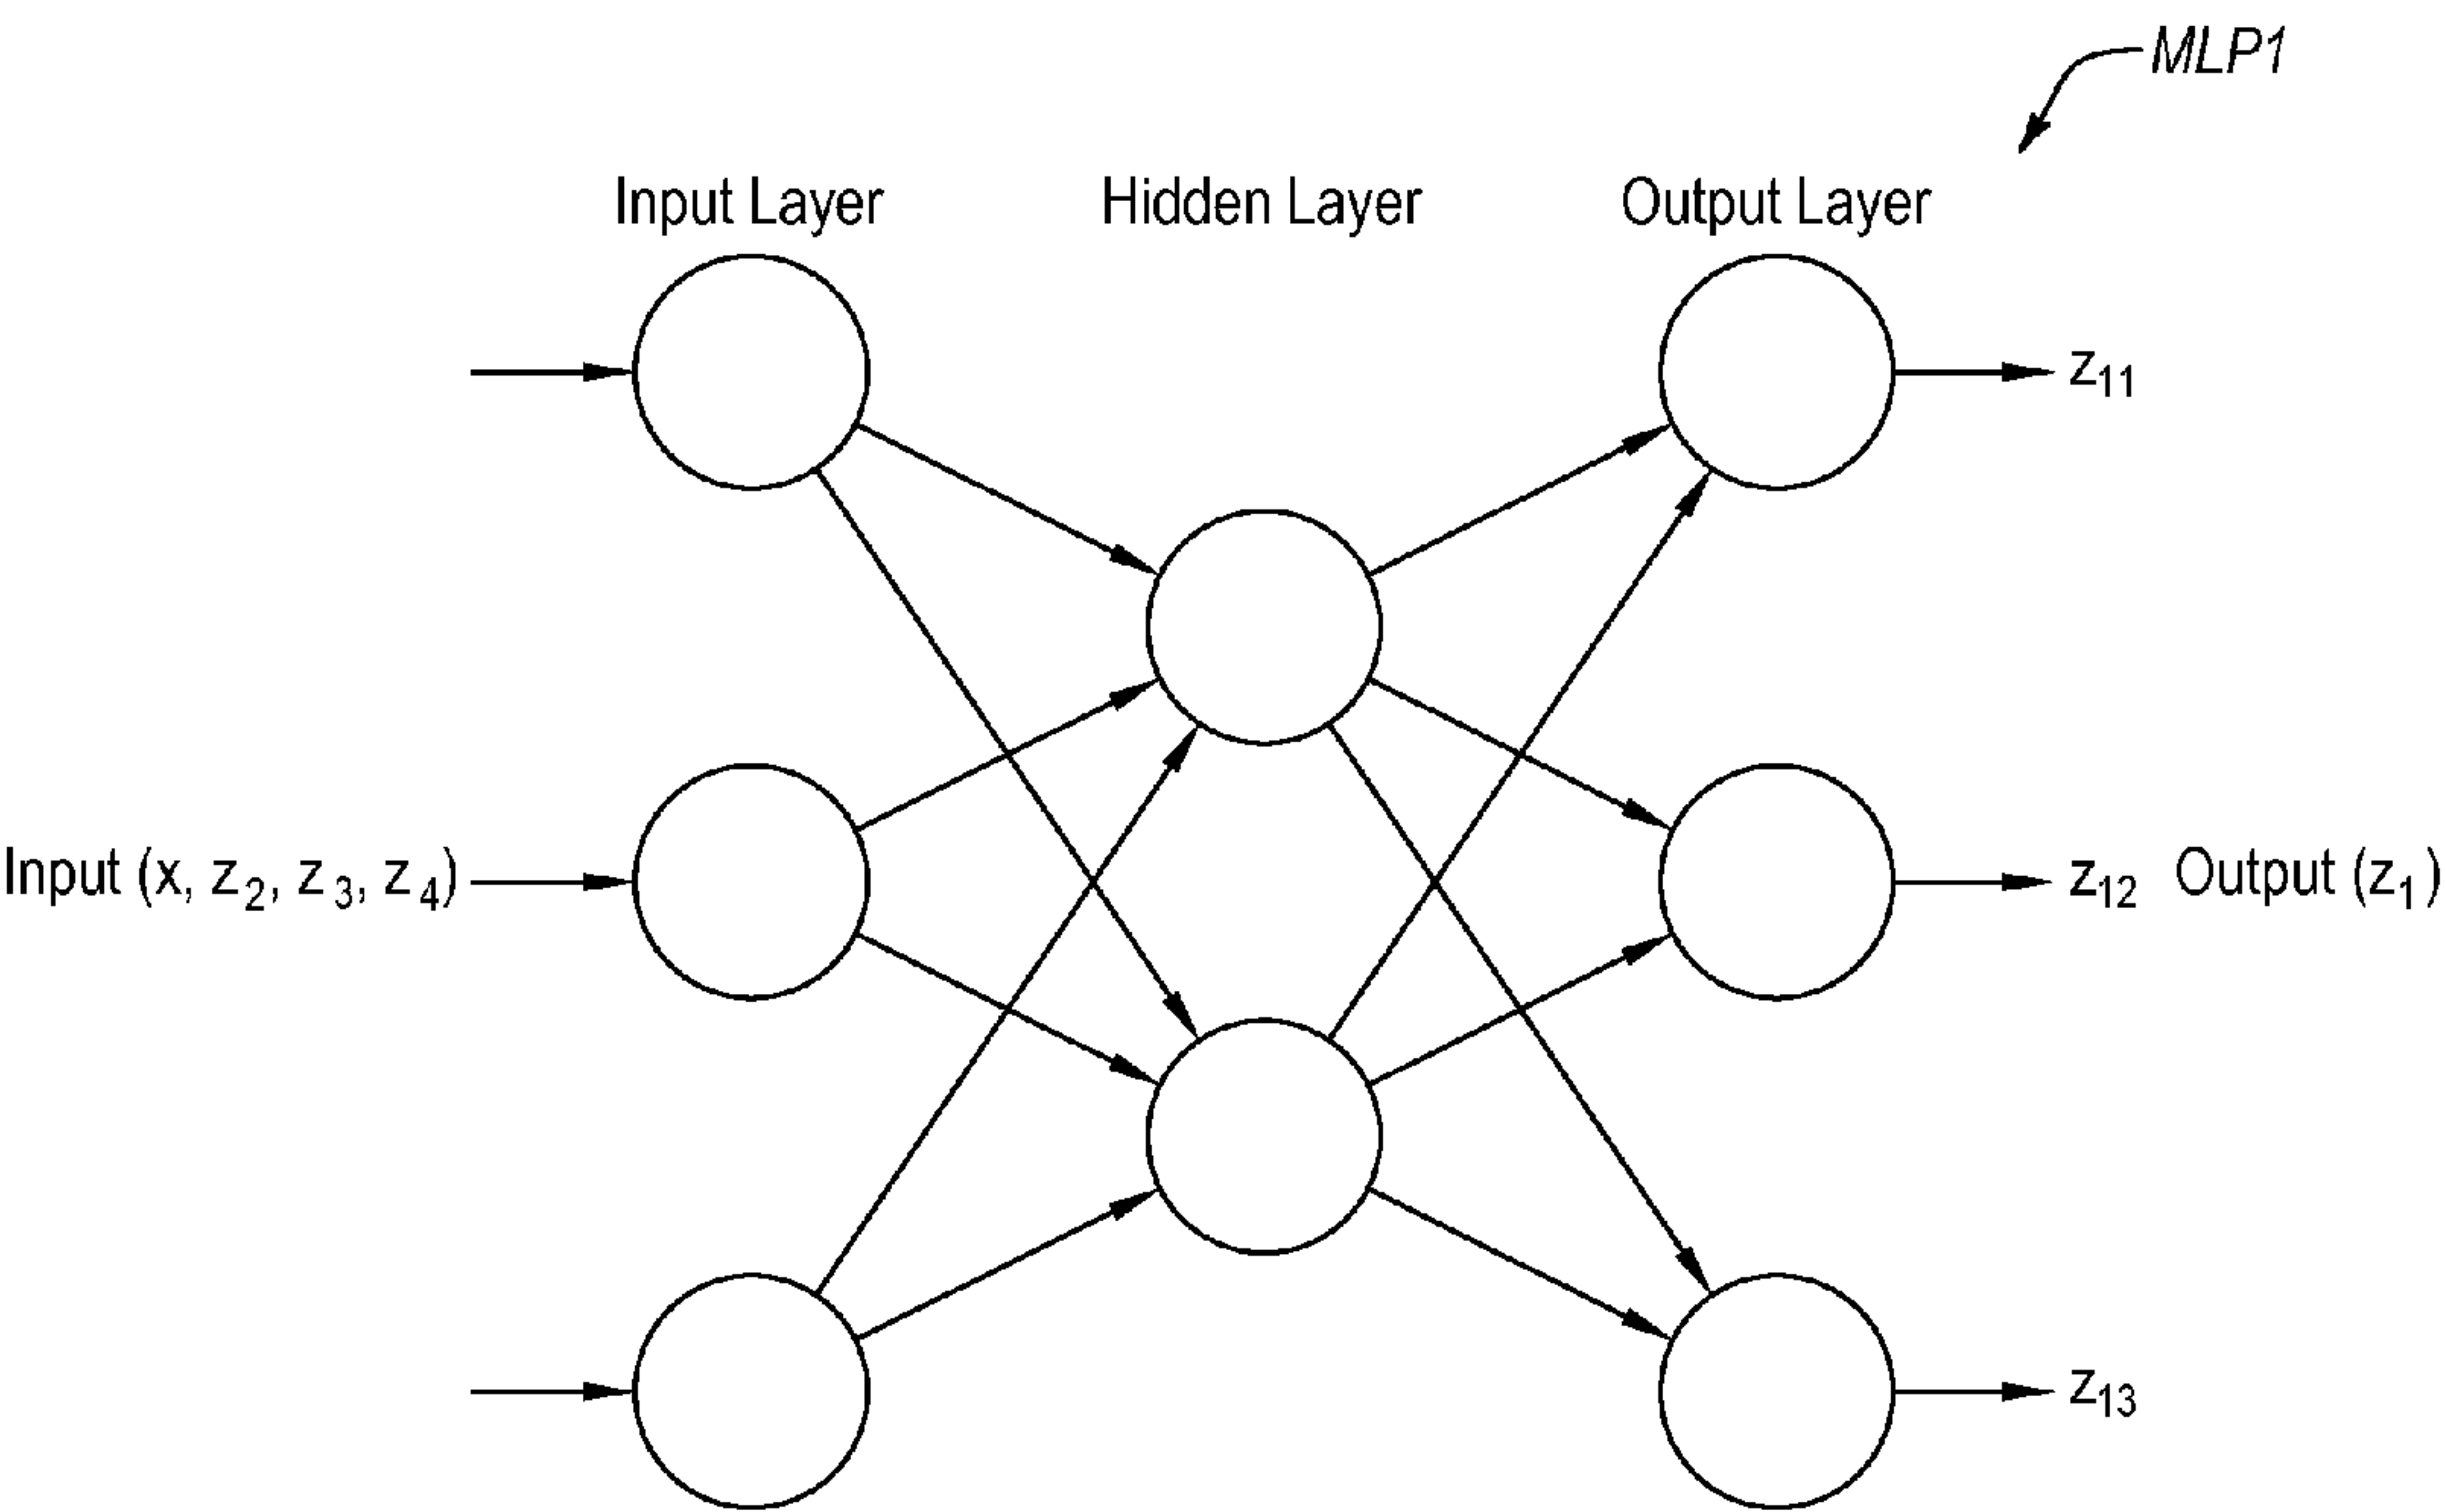 MLP1
Input Layer
Hidden Layer
Output Layer
z11
Input (x, z2, z3, z4)
z12
Output (z1)
z13